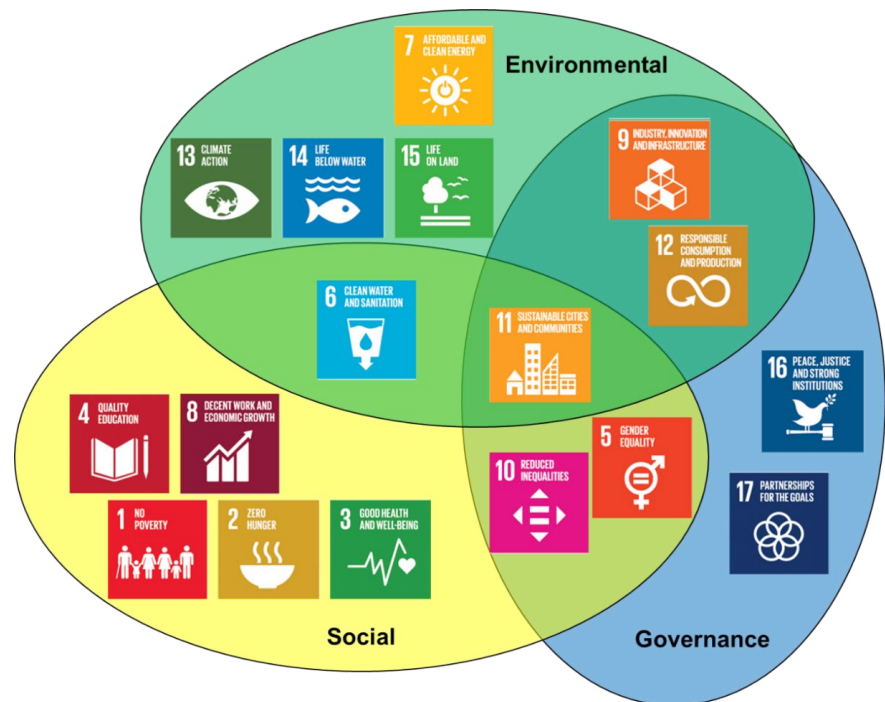 7 AFFORDABLE AND
CLEAN ENERGY
Environmental
13 CLIMATE
ACTION
14 LIFE
BELOW WATER
15 LIFE
ON LAND
9 INDUSTRY, INNOVATION
AND INFRASTRUCTURE
12 RESPONSIBLE
CONSUMPTION
AND PRODUCTION
6 CLEAN WATER
AND SANITATION
11 SUSTAINABLE CITIES
AND COMMUNITIES
16 PEACE, JUSTICE
AND STRONG
INSTITUTIONS
4 QUALITY
EDUCATION
8 DECENT WORK AND
ECONOMIC GROWTH
5 GENDER
EQUALITY
10 REDUCED
INEQUALITIES
17 PARTNERSHIPS
FOR THE GOALS
1 NO
POVERTY
2 ZERO
HUNGER
3 GOOD HEALTH
AND WELL-BEING
Social
Governance